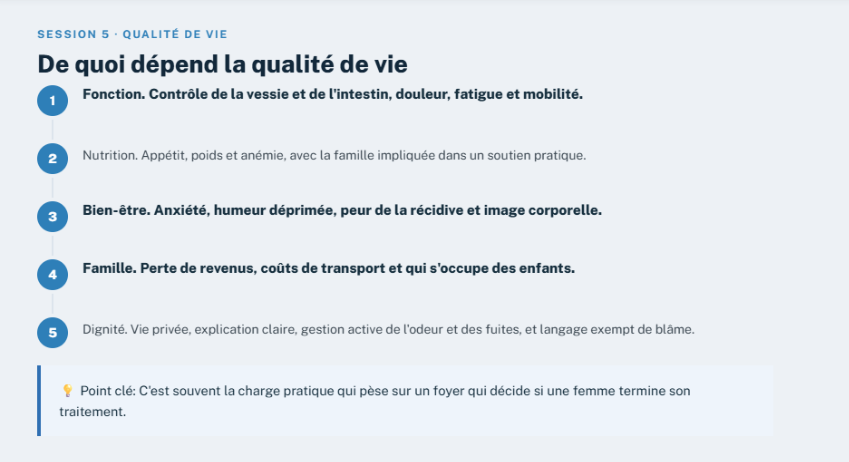 SESSION 5 · QUALITÉ DE VIE
De quoi dépend la qualité de vie
1 Fonction. Contrôle de la vessie et de l'intestin, douleur, fatigue et mobilité.
2 Nutrition. Appétit, poids et anémie, avec la famille impliquée dans un soutien pratique.
3 Bien-être. Anxiété, humeur déprimée, peur de la récidive et image corporelle.
4 Famille. Perte de revenus, coûts de transport et qui s'occupe des enfants.
5 Dignité. Vie privée, explication claire, gestion active de l'odeur et des fuites, et langage exempt de blâme.
💡 Point clé: C'est souvent la charge pratique qui pèse sur un foyer qui décide si une femme termine son
traitement.